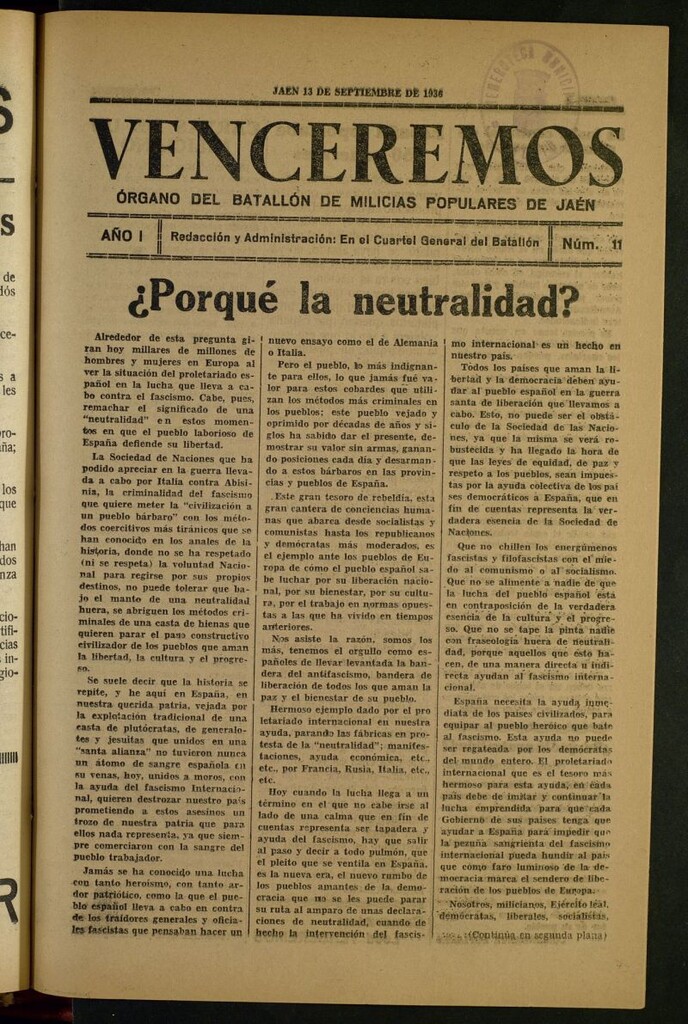 JAEN 13 DE SEPTIEMBRE DE 1936
VENCEREMOS
ÓRGANO DEL BATALLÓN DE MILICIAS POPULARES DE JAÉN
AÑO I
Redacción y Administración: En el Cuartel General del Batallón
Núm. 11
¿Porqué la neutralidad?
Alrededor de esta pregunta gi-
ran hoy millares de millones de
hombres y mujeres en Europa al
ver la situación del proletariado es-
pañol en la lucha que lleva a ca-
bo contra el fascismo. Cabe, pues,
remachar el significado de una
"neutralidad" en estos momen-
tos en que el pueblo laborioso de
España defiende su libertad.
La Sociedad de Naciones que ha
podido apreciar en la guerra lleva-
da a cabo por Italia contra Abisi-
nia, la criminalidad del fascismo
que quiere meter la "civilización a
un pueblo bárbaro" con los méto-
dos coercitivos más tiránicos que se
han conocido en los anales de la
historia, donde no se ha respetado
(ni se respeta) la voluntad Nacio-
nal para regirse por sus propios
destinos, no puede tolerar que ba-
jo el manto de una neutralidad
huera, se abriguen los métodos cri-
minales de una casta de hienas que
quieren parar el pano constructivo
civilizador de los pueblos que aman
la libertad, la cultura y el progre-
so.
Se suele decir que la historia se
repite, y he aquí en España, en
nuestra querida patria, vejada por
la explotación tradicional de una
casta de plutócratas, de generalo-
tes y jesuitas que unidos en una
"santa alianza" no tuvieron nunca
un átomo de sangre española en
su venas, hoy, unidos a moros, con
la ayuda del fascismo Internacio-
nal, quieren destrozar nuestro país
prometiendo a estos asesinos un
trozo de nuestra patria que para
ellos nada representa, ya que siem-
pre comerciaron con la sangre del
pueblo trabajador.
Jamás se ha conocido una lucha
con tanto heroísmo, con tanto ar-
dor patriótico, como la que el pue-
blo español lleva a cabo en contra
de los traidores generales y oficia-
les fascistas que pensaban hacer un
nuevo ensayo como el de Alemania
o Italia.
Pero el pueblo, lo más indignan-
te para ellos, lo que jamás fué va-
lor para estos cobardes que utili-
zan los métodos más criminales en
los pueblos; este pueblo vejado y
oprimido por décadas de años y si-
glos ha sabido dar el presente, de-
mostrar su valor sin armas, ganan-
do posiciones cada día y desarman-
do a estos bárbaros en las provin-
cias y pueblos de España.
Este gran tesoro de rebeldía, esta
gran cantera de conciencias huma-
nas que abarca desde socialistas y
comunistas hasta los republicanos
y demócratas más moderados, es
el ejemplo ante los pueblos de Eu-
ropa de cómo el pueblo español sa-
be luchar por su liberación nacio-
nal, por su bienestar, por su cultu-
ra, por el trabajo en normas opues-
tas a las que ha vivido en tiempos
anteriores.
Nos asiste la razón, somos los
más, tenemos el orgullo como es-
pañoles de llevar levantada la ban-
dera del antifascismo, bandera de
liberación de todos los que aman la
paz y el bienestar de su pueblo.
Hermoso ejemplo dado por el pro
letariado internacional en nuestra
ayuda, parando las fábricas en pro-
testa de la "neutralidad"; manifes-
taciones, ayuda económica, etc.,
etc., por Francia, Rusia, Italia, etc.,
etc.
Hoy cuando la lucha llega a un
término en el que no cabe irse al
lado de una calma que en fin de
cuentas representa ser tapadera y
ayuda del fascismo, hay que salir
al paso y decir a todo pulmón, que
el pleito que se ventila en España,
es la nueva era, el nuevo rumbo de
los pueblos amantes de la demo-
cracia que no se les puede parar
su ruta al amparo de unas declara-
ciones de neutralidad, cuando de
hecho la intervención del fascis-
mo internacional es un hecho en
nuestro país.
Todos los países que aman la li-
bertad y la democracia deben ayu-
dar al pueblo español en la guerra
santa de liberación que llevamos a
cabo. Esto, no puede ser el obstá-
culo de la Sociedad de las Nacio-
nes, ya que la misma se verá ro-
bustecida y ha llegado la hora de
que las leyes de equidad, de paz y
respeto a los pueblos, sean impues-
tas por la ayuda colectiva de los paí
ses democráticos a España, que en
fin de cuentas representa la ver-
dadera esencia de la Sociedad de
Naciones.
Que no chillen los energúmenos
fascistas y filofascistas con el mie-
do al comunismo o al socialismo.
Que no se alimente a nadie de que
la lucha del pueblo español está
en contraposición de la verdadera
esencia de la cultura y el progre-
so. Que no se tape la pinta nadie
con fraseología huera de neutrali-
dad, porque aquellos que esto ha-
cen, de una manera directa u indi-
recta ayudan al fascismo interna-
cional.
España necesita la ayuda inme-
diata de los países civilizados, para
equipar al pueblo heróico que bate
al fascismo. Esta ayuda no puede
ser regateada por los demócratas
del mundo entero. El proletariado
internacional que es el tesoro más
hermoso para esta ayuda, en cada
país debe de imitar y continuar la
lucha emprendida para que cada
Gobierno de sus países tenga que
ayudar a España para impedir que
la pezuña sangrienta del fascismo
internacional pueda hundir al país
que cómo faro luminoso de la de-
mocracia marca el sendero de libe-
ración de los pueblos de Europa.
Nosotros, milicianos, Ejército leal,
demócratas, liberales, socialistas,
(Continúa en segunda plana)